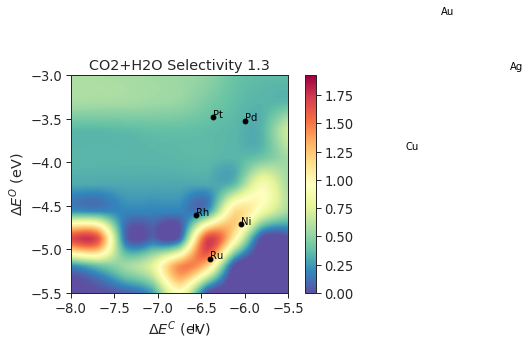 Au
Ag
CO2+H2O Selectivity 1.3
−3.0
−3.5
−4.0
−4.5
−5.0
−5.5
ΔE^O (eV)
Pt
Pd
Cu
Rh
Ni
Ru
−8.0 −7.5 −7.0 −6.5 −6.0 −5.5
ΔE^C (eV)
1.75
1.50
1.25
1.00
0.75
0.50
0.25
0.00